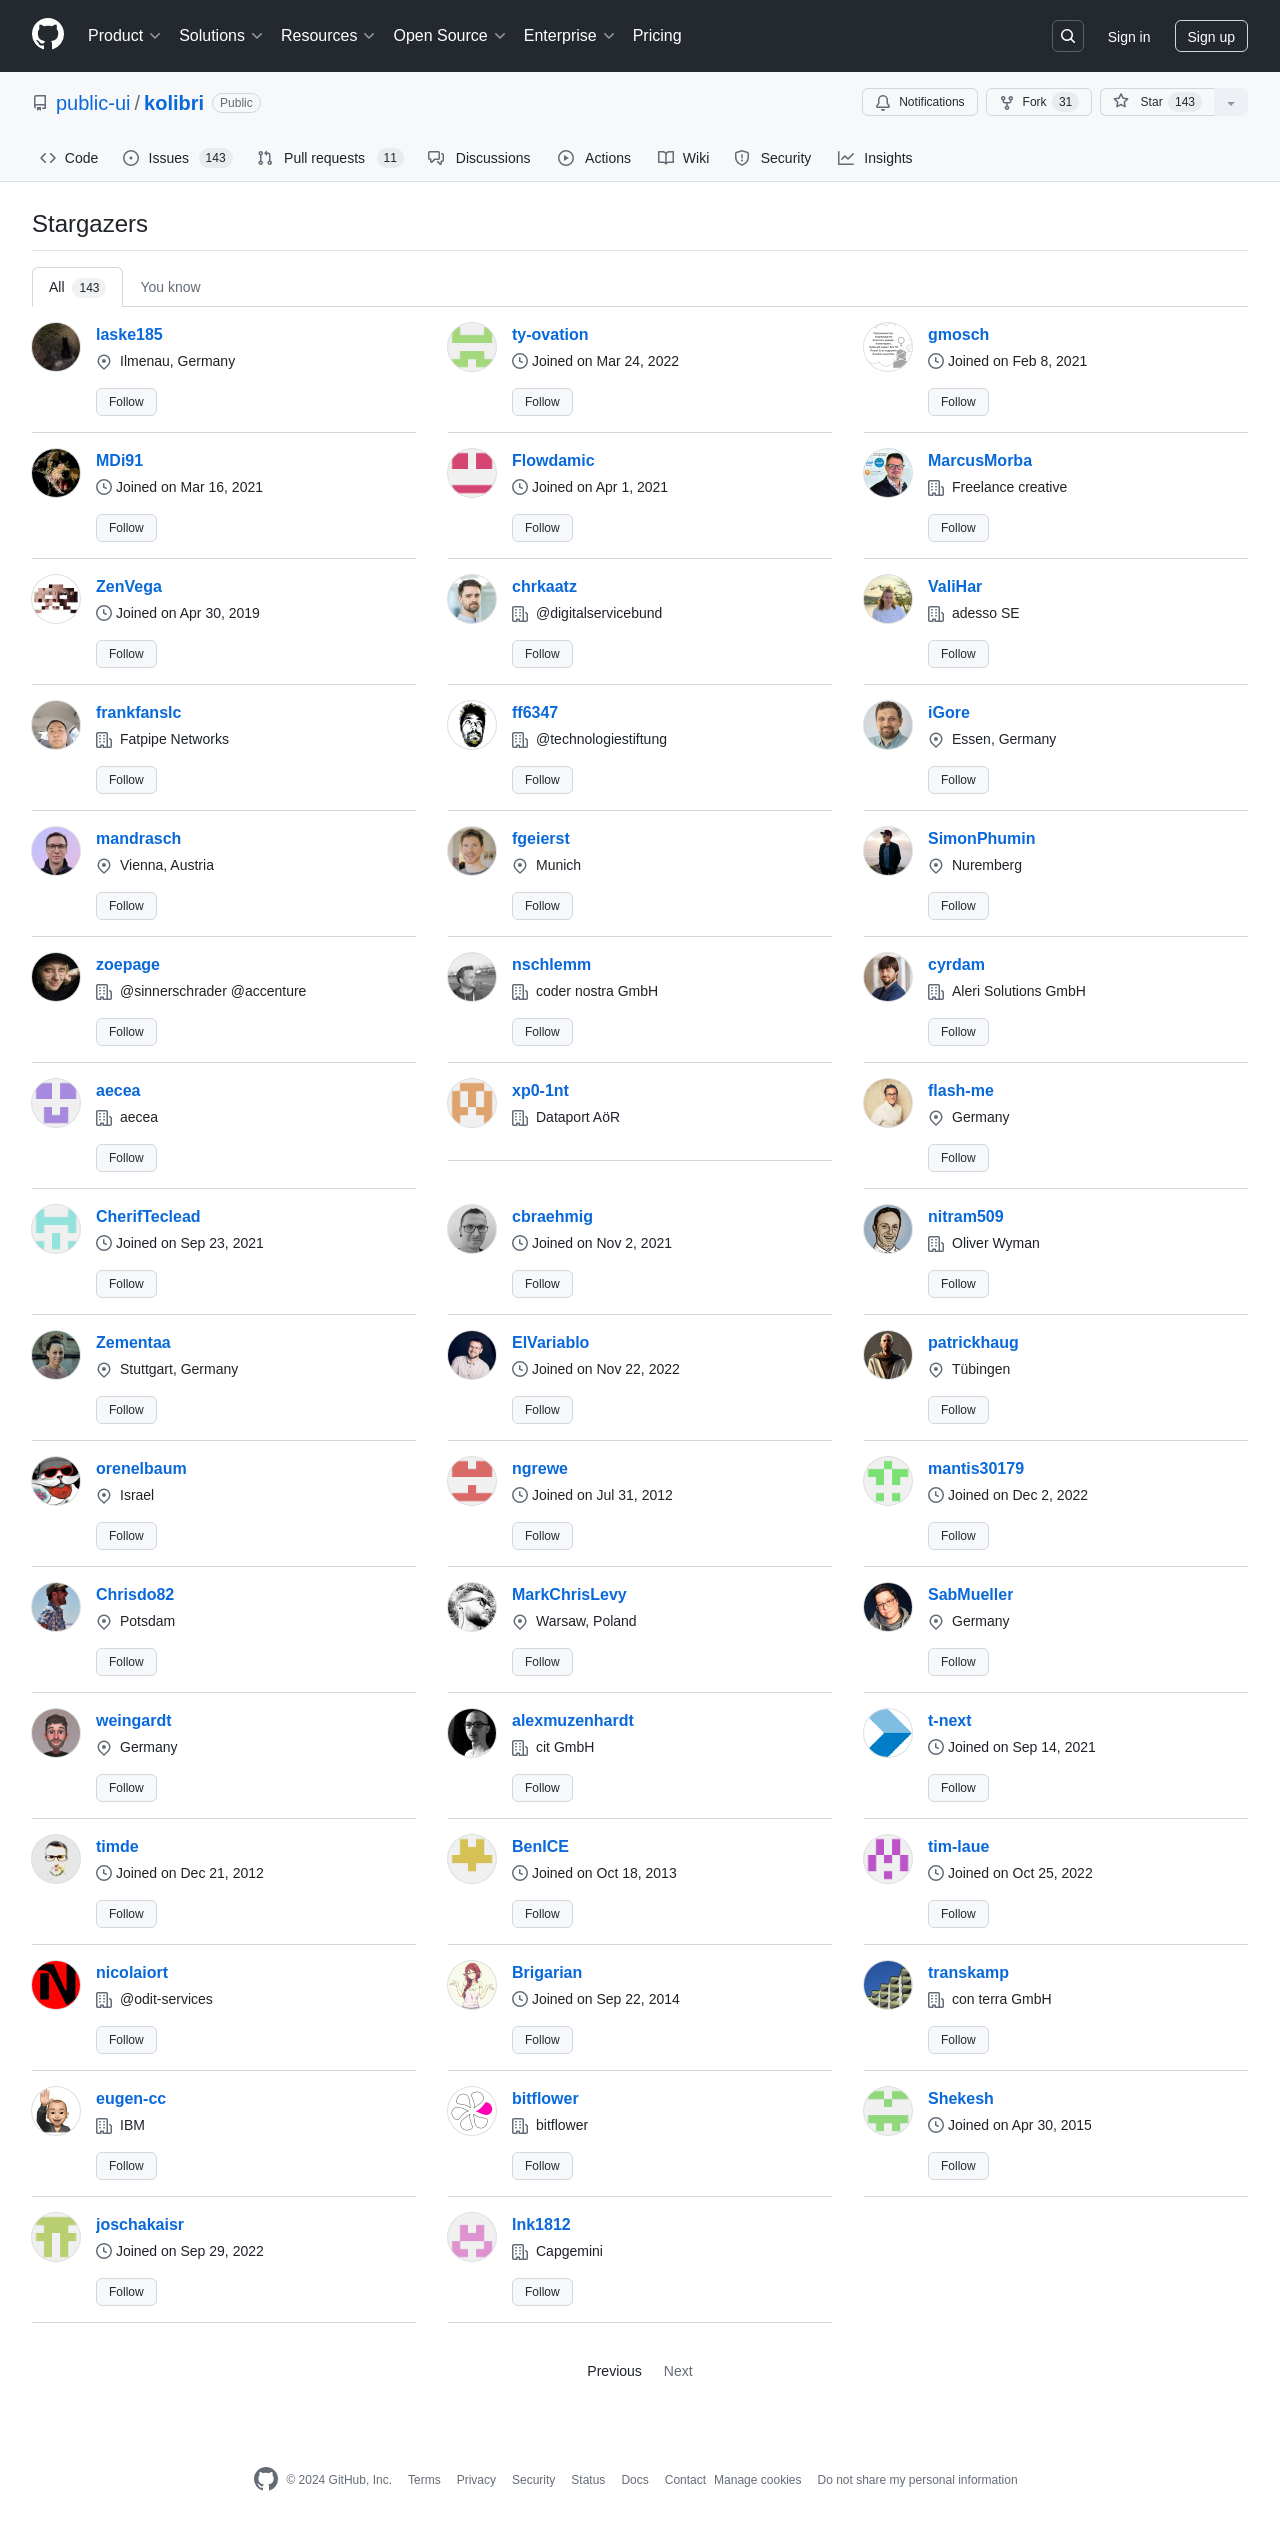 Product Solutions Resources Open Source Enterprise Pricing Sign in Sign up
public-ui / kolibri Public Notifications Fork 31 Star 143
Code Issues 143 Pull requests 11 Discussions Actions Wiki Security Insights
Stargazers
All 143 You know
laske185 ty-ovation gmosch
Ilmenau, Germany Joined on Mar 24, 2022 Joined on Feb 8, 2021
Follow Follow Follow
MDi91 Flowdamic MarcusMorba
Joined on Mar 16, 2021 Joined on Apr 1, 2021 Freelance creative
Follow Follow Follow
ZenVega chrkaatz ValiHar
Joined on Apr 30, 2019 @digitalservicebund adesso SE
Follow Follow Follow
frankfanslc ff6347 iGore
Fatpipe Networks @technologiestiftung Essen, Germany
Follow Follow Follow
mandrasch fgeierst SimonPhumin
Vienna, Austria Munich Nuremberg
Follow Follow Follow
zoepage nschlemm cyrdam
@sinnerschrader @accenture coder nostra GmbH Aleri Solutions GmbH
Follow Follow Follow
aecea xp0-1nt flash-me
aecea Dataport AöR Germany
Follow Follow
CherifTeclead cbraehmig nitram509
Joined on Sep 23, 2021 Joined on Nov 2, 2021 Oliver Wyman
Follow Follow Follow
Zementaa ElVariablo patrickhaug
Stuttgart, Germany Joined on Nov 22, 2022 Tübingen
Follow Follow Follow
orenelbaum ngrewe mantis30179
Israel Joined on Jul 31, 2012 Joined on Dec 2, 2022
Follow Follow Follow
Chrisdo82 MarkChrisLevy SabMueller
Potsdam Warsaw, Poland Germany
Follow Follow Follow
weingardt alexmuzenhardt t-next
Germany cit GmbH Joined on Sep 14, 2021
Follow Follow Follow
timde BenICE tim-laue
Joined on Dec 21, 2012 Joined on Oct 18, 2013 Joined on Oct 25, 2022
Follow Follow Follow
nicolaiort Brigarian transkamp
@odit-services Joined on Sep 22, 2014 con terra GmbH
Follow Follow Follow
eugen-cc bitflower Shekesh
IBM bitflower Joined on Apr 30, 2015
Follow Follow Follow
joschakaisr lnk1812
Joined on Sep 29, 2022 Capgemini
Follow Follow
Previous Next
© 2024 GitHub, Inc. Terms Privacy Security Status Docs Contact Manage cookies Do not share my personal information